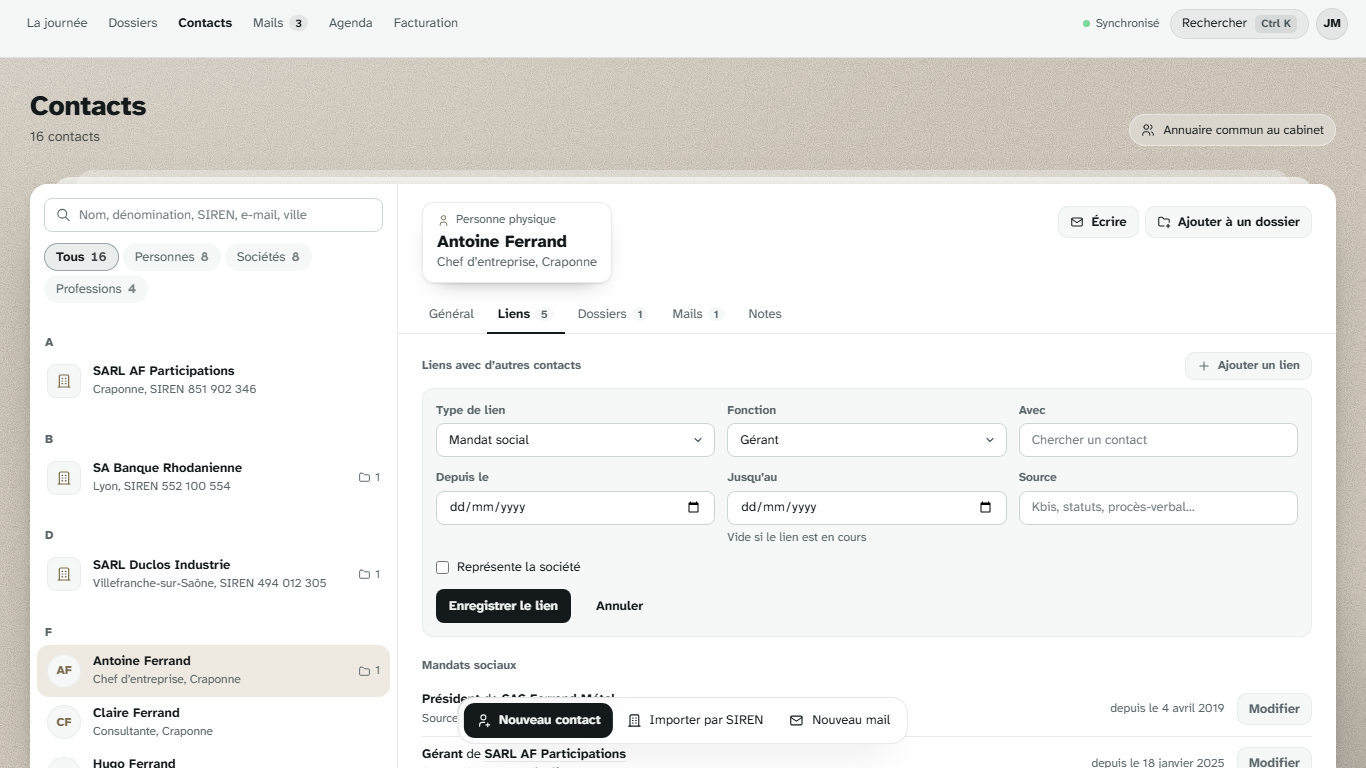 La journée
Dossiers
Contacts
Mails 3
Agenda
Facturation
Synchronisé
Rechercher Ctrl K
JM
Contacts
16 contacts
Annuaire commun au cabinet
Nom, dénomination, SIREN, e-mail, ville
Tous 16
Personnes 8
Sociétés 8
Professions 4
A
SARL AF Participations
Craponne, SIREN 851 902 346
B
SA Banque Rhodanienne
Lyon, SIREN 552 100 554
1
D
SARL Duclos Industrie
Villefranche-sur-Saône, SIREN 494 012 305
1
F
AF
Antoine Ferrand
Chef d'entreprise, Craponne
1
CF
Claire Ferrand
Consultante, Craponne
Hugo Ferrand
Personne physique
Antoine Ferrand
Chef d'entreprise, Craponne
Écrire
Ajouter à un dossier
Général
Liens 5
Dossiers 1
Mails 1
Notes
Liens avec d'autres contacts
Ajouter un lien
Type de lien
Fonction
Avec
Mandat social
Gérant
Chercher un contact
Depuis le
Jusqu'au
Source
dd/mm/yyyy
dd/mm/yyyy
Kbis, statuts, procès-verbal…
Vide si le lien est en cours
Représente la société
Enregistrer le lien
Annuler
Mandats sociaux
Président de SAS Ferrand Métal
Source
depuis le 4 avril 2019
Modifier
Nouveau contact
Importer par SIREN
Nouveau mail
Gérant de SARL AF Participations
depuis le 18 janvier 2025
Modifier